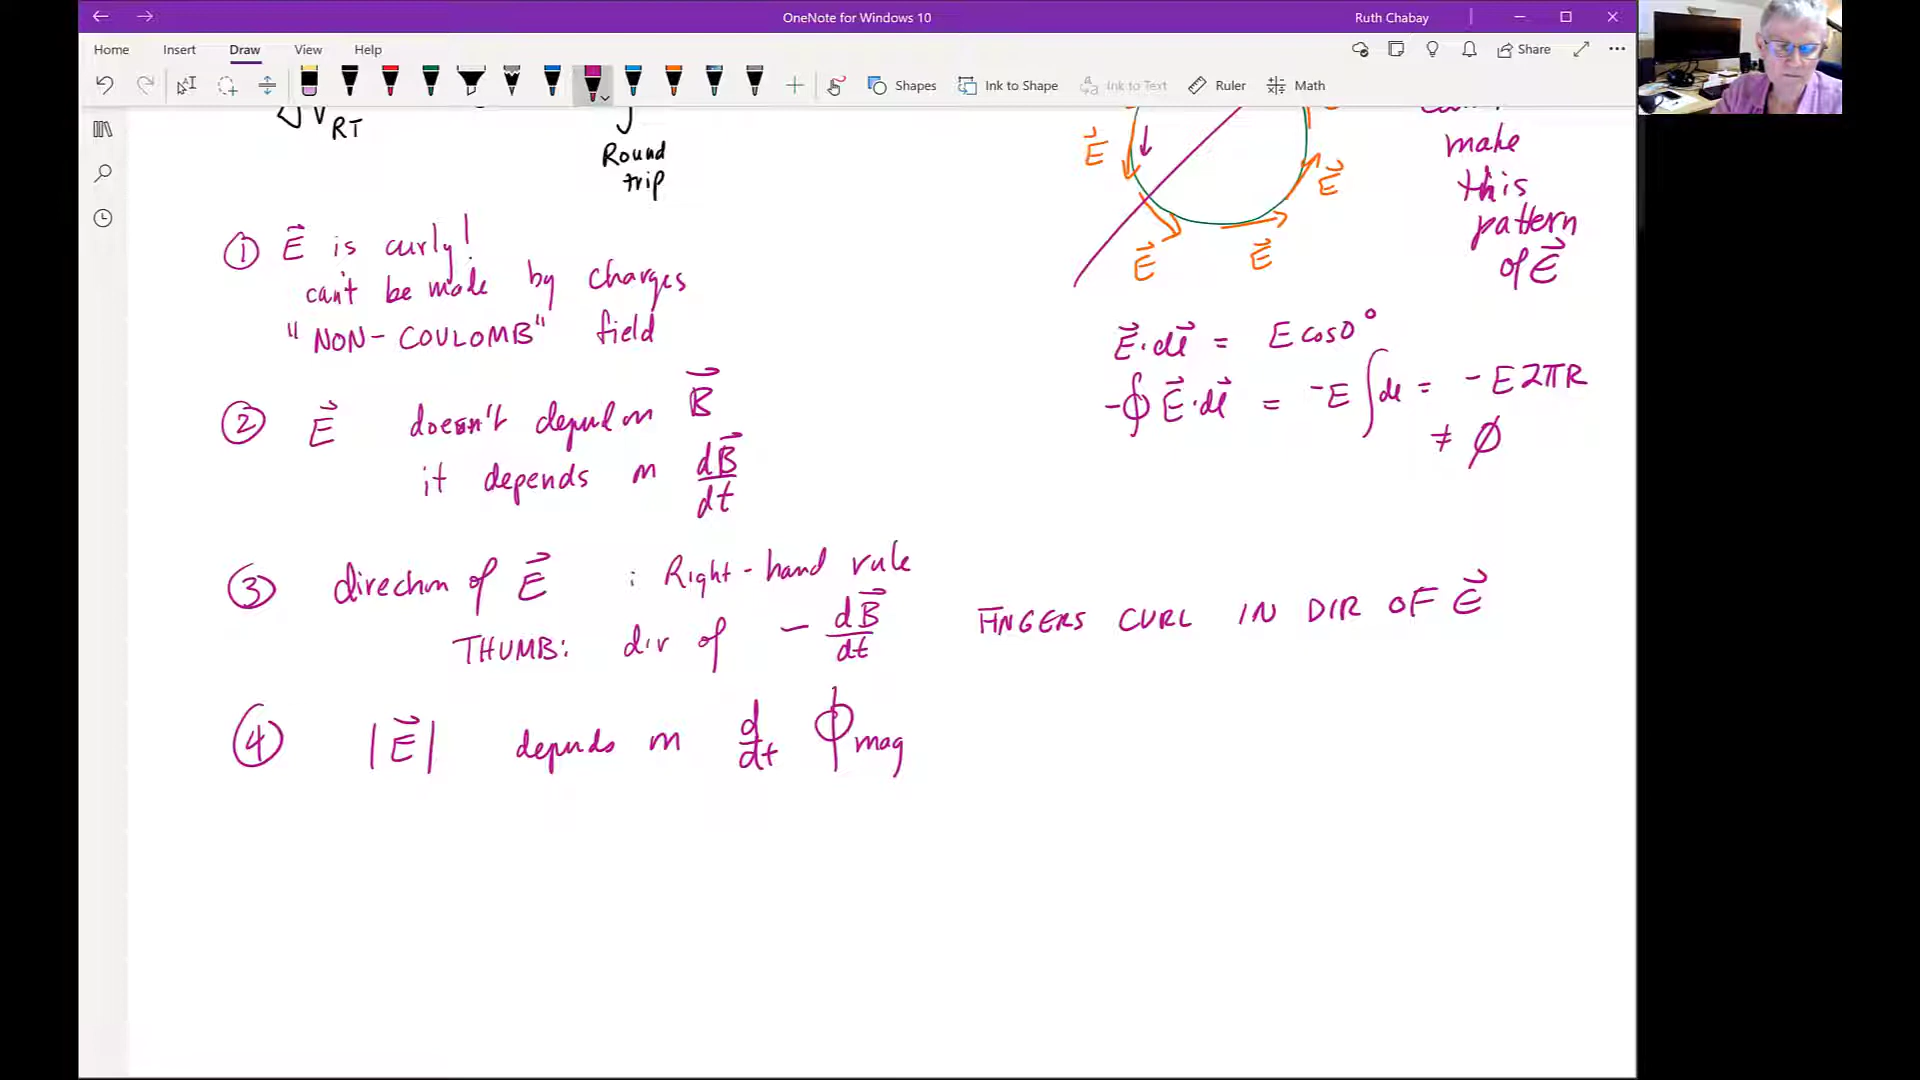 OneNote for Windows 10
Ruth Chabay
Home Insert Draw View Help
Share
Shapes Ink to Shape Ink to Text Ruler Math
ΔV_RT
Round
trip
① E⃗ is curly!
can't be made by charges
"NON-COULOMB" field
② E⃗ doesn't depend on B⃗
it depends on dB⃗/dt
③ direction of E⃗ : Right-hand rule
THUMB: dir of -dB⃗/dt FINGERS CURL IN DIR OF E⃗
④ |E⃗| depends on d/dt Φmag
E⃗
E⃗
E⃗
E⃗
make
this
pattern
of E⃗
E⃗·dl⃗ = E cos0°
-∮E⃗·dl⃗ = -E∫dl = -E2πR
≠ ∅